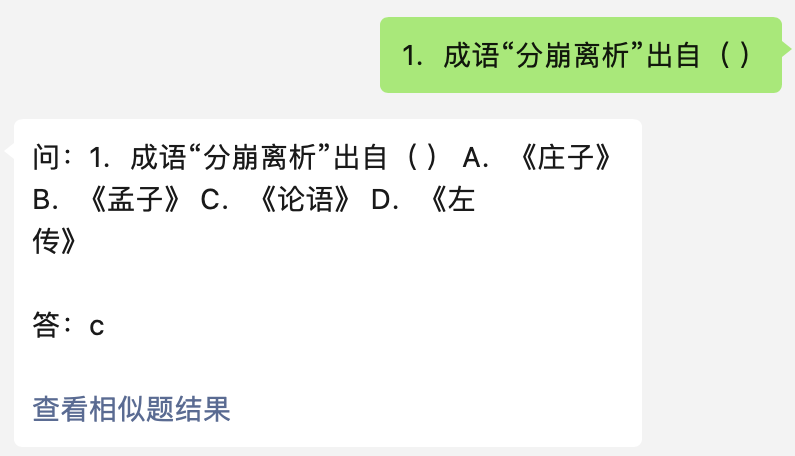 1. 成语“分崩离析”出自（ ）
问：1. 成语“分崩离析”出自（ ） A. 《庄子》
B. 《孟子》 C. 《论语》 D. 《左
传》
答：c
查看相似题结果